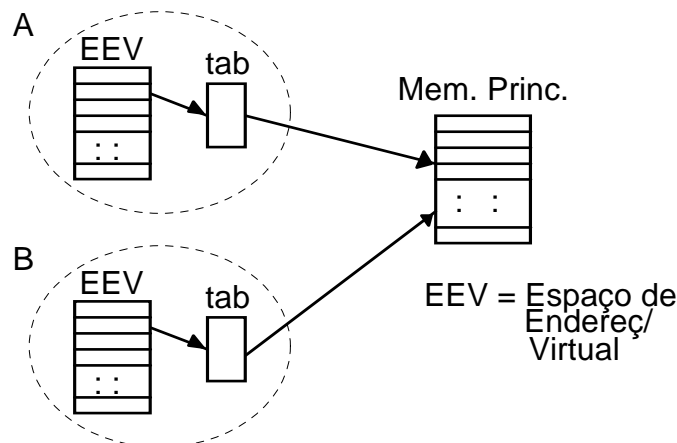 A
EEV
tab
Mem. Princ.
: :
: :
B
EEV
tab
EEV = Espaço de
Endereç/
Virtual
: :